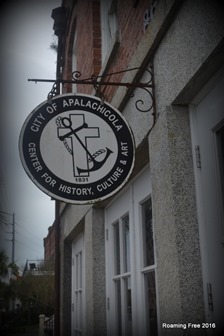 CITY OF APALACHICOLA
1831
CENTER FOR HISTORY, CULTURE & ART
Roaming Free 2016